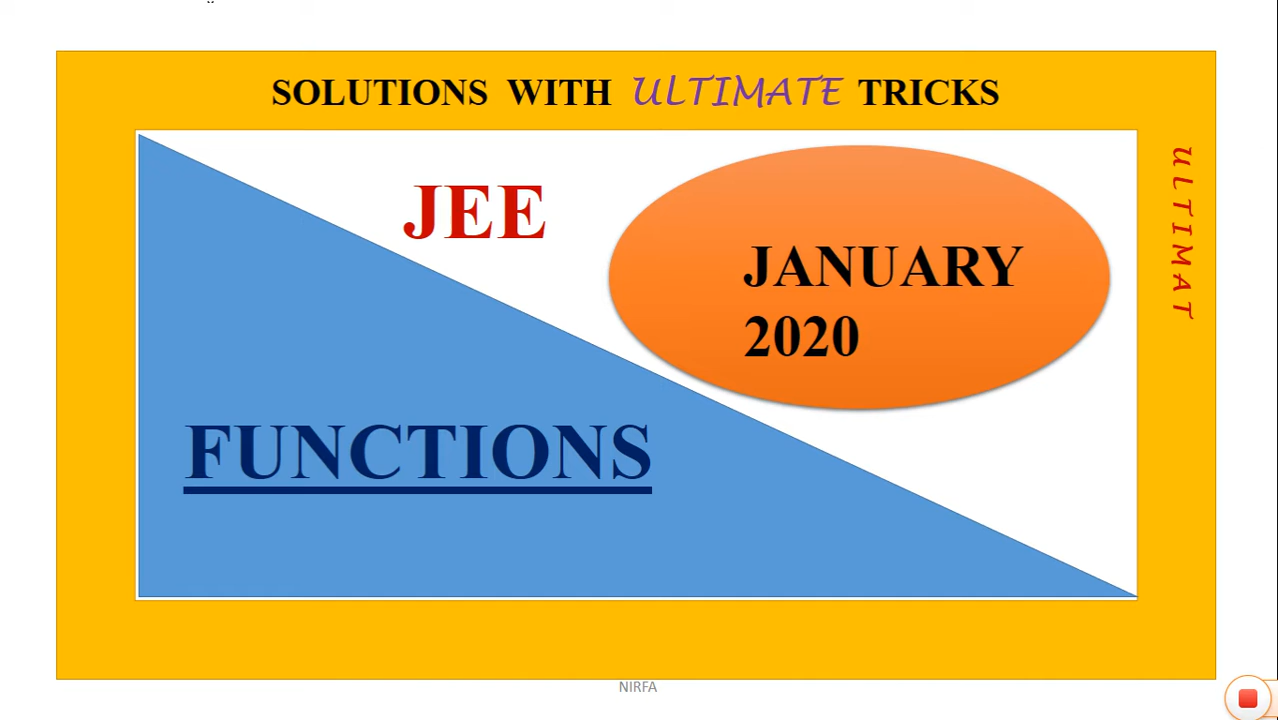 SOLUTIONS WITH ULTIMATE TRICKS
JEE
JANUARY
2020
FUNCTIONS
ULTIMAT
NIRFA